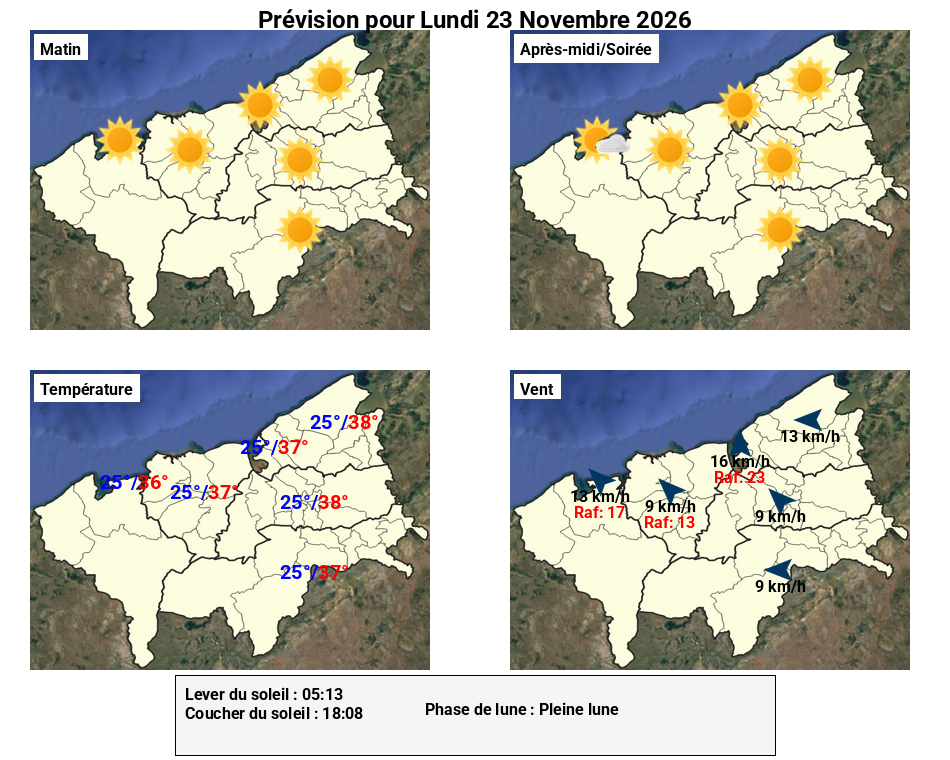 Prévision pour Lundi 23 Novembre 2026
Matin
Après-midi/Soirée
Température
25°/38°
25°/37°
25°/36°
25°/37°
25°/38°
25°/37°
Vent
13 km/h
16 km/h
Raf: 23
13 km/h
Raf: 17
9 km/h
Raf: 13
9 km/h
9 km/h
Lever du soleil : 05:13
Coucher du soleil : 18:08
Phase de lune : Pleine lune